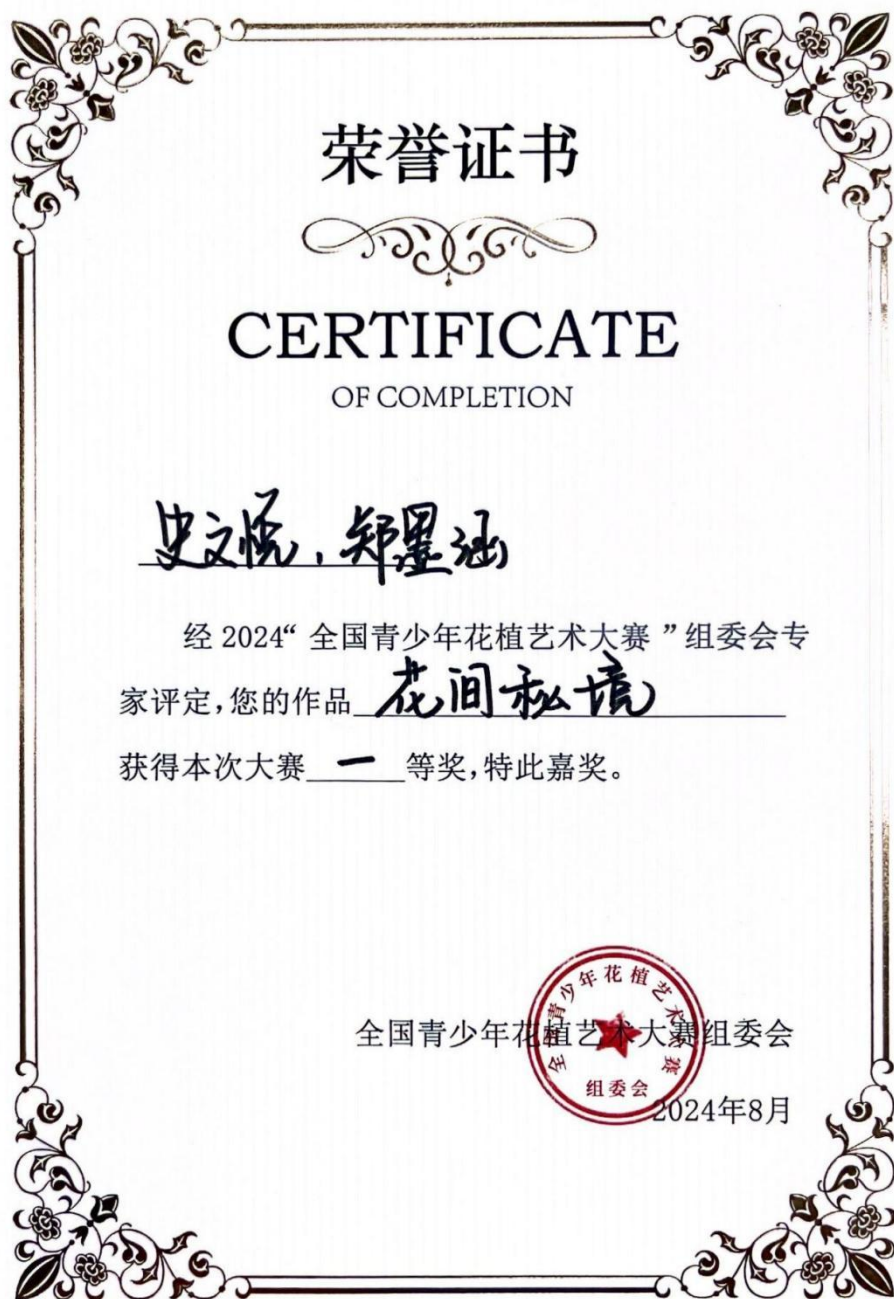 荣誉证书
CERTIFICATE
OF COMPLETION
史文悦，郑墨涵
经 2024“全国青少年花植艺术大赛”组委会专
家评定,您的作品 花间秘境
获得本次大赛 一 等奖,特此嘉奖。
全国青少年花植艺术大赛
组委会
全国青少年花植艺术大赛组委会
2024年8月